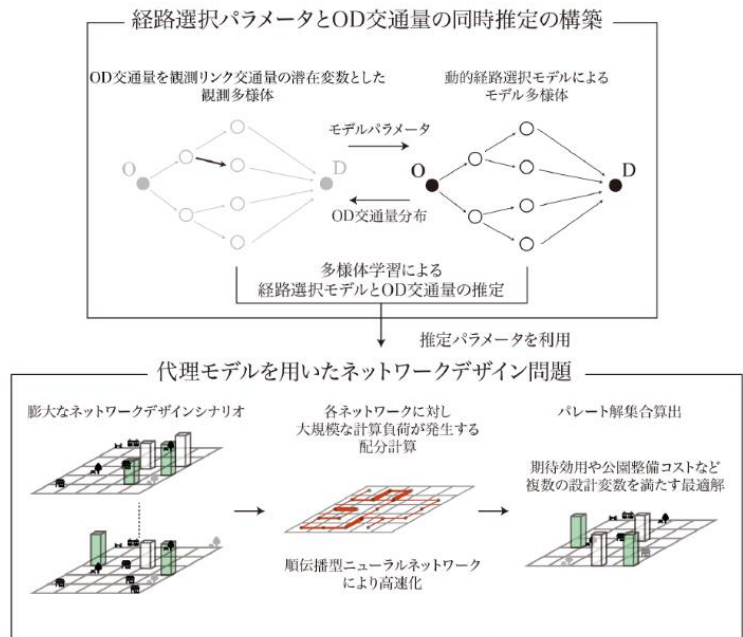 経路選択パラメータとOD交通量の同時推定の構築
OD交通量を観測リンク交通量の潜在変数とした
観測多様体
動的経路選択モデルによる
モデル多様体
モデルパラメータ
O
D
O
D
OD交通量分布
多様体学習による
経路選択モデルとOD交通量の推定
推定パラメータを利用
代理モデルを用いたネットワークデザイン問題
膨大なネットワークデザインシナリオ
各ネットワークに対し
大規模な計算負荷が発生する
配分計算
パレート解集合算出
期待効用や公園整備コストなど
複数の設計変数を満たす最適解
順伝播型ニューラルネットワーク
により高速化